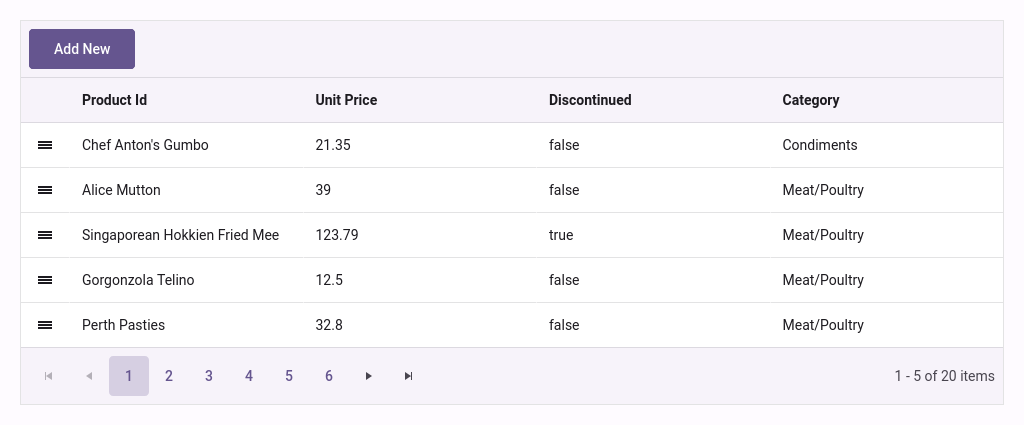 Add New
Product Id Unit Price Discontinued Category
Chef Anton's Gumbo 21.35 false Condiments
Alice Mutton 39 false Meat/Poultry
Singaporean Hokkien Fried Mee 123.79 true Meat/Poultry
Gorgonzola Telino 12.5 false Meat/Poultry
Perth Pasties 32.8 false Meat/Poultry
1 2 3 4 5 6 1 - 5 of 20 items